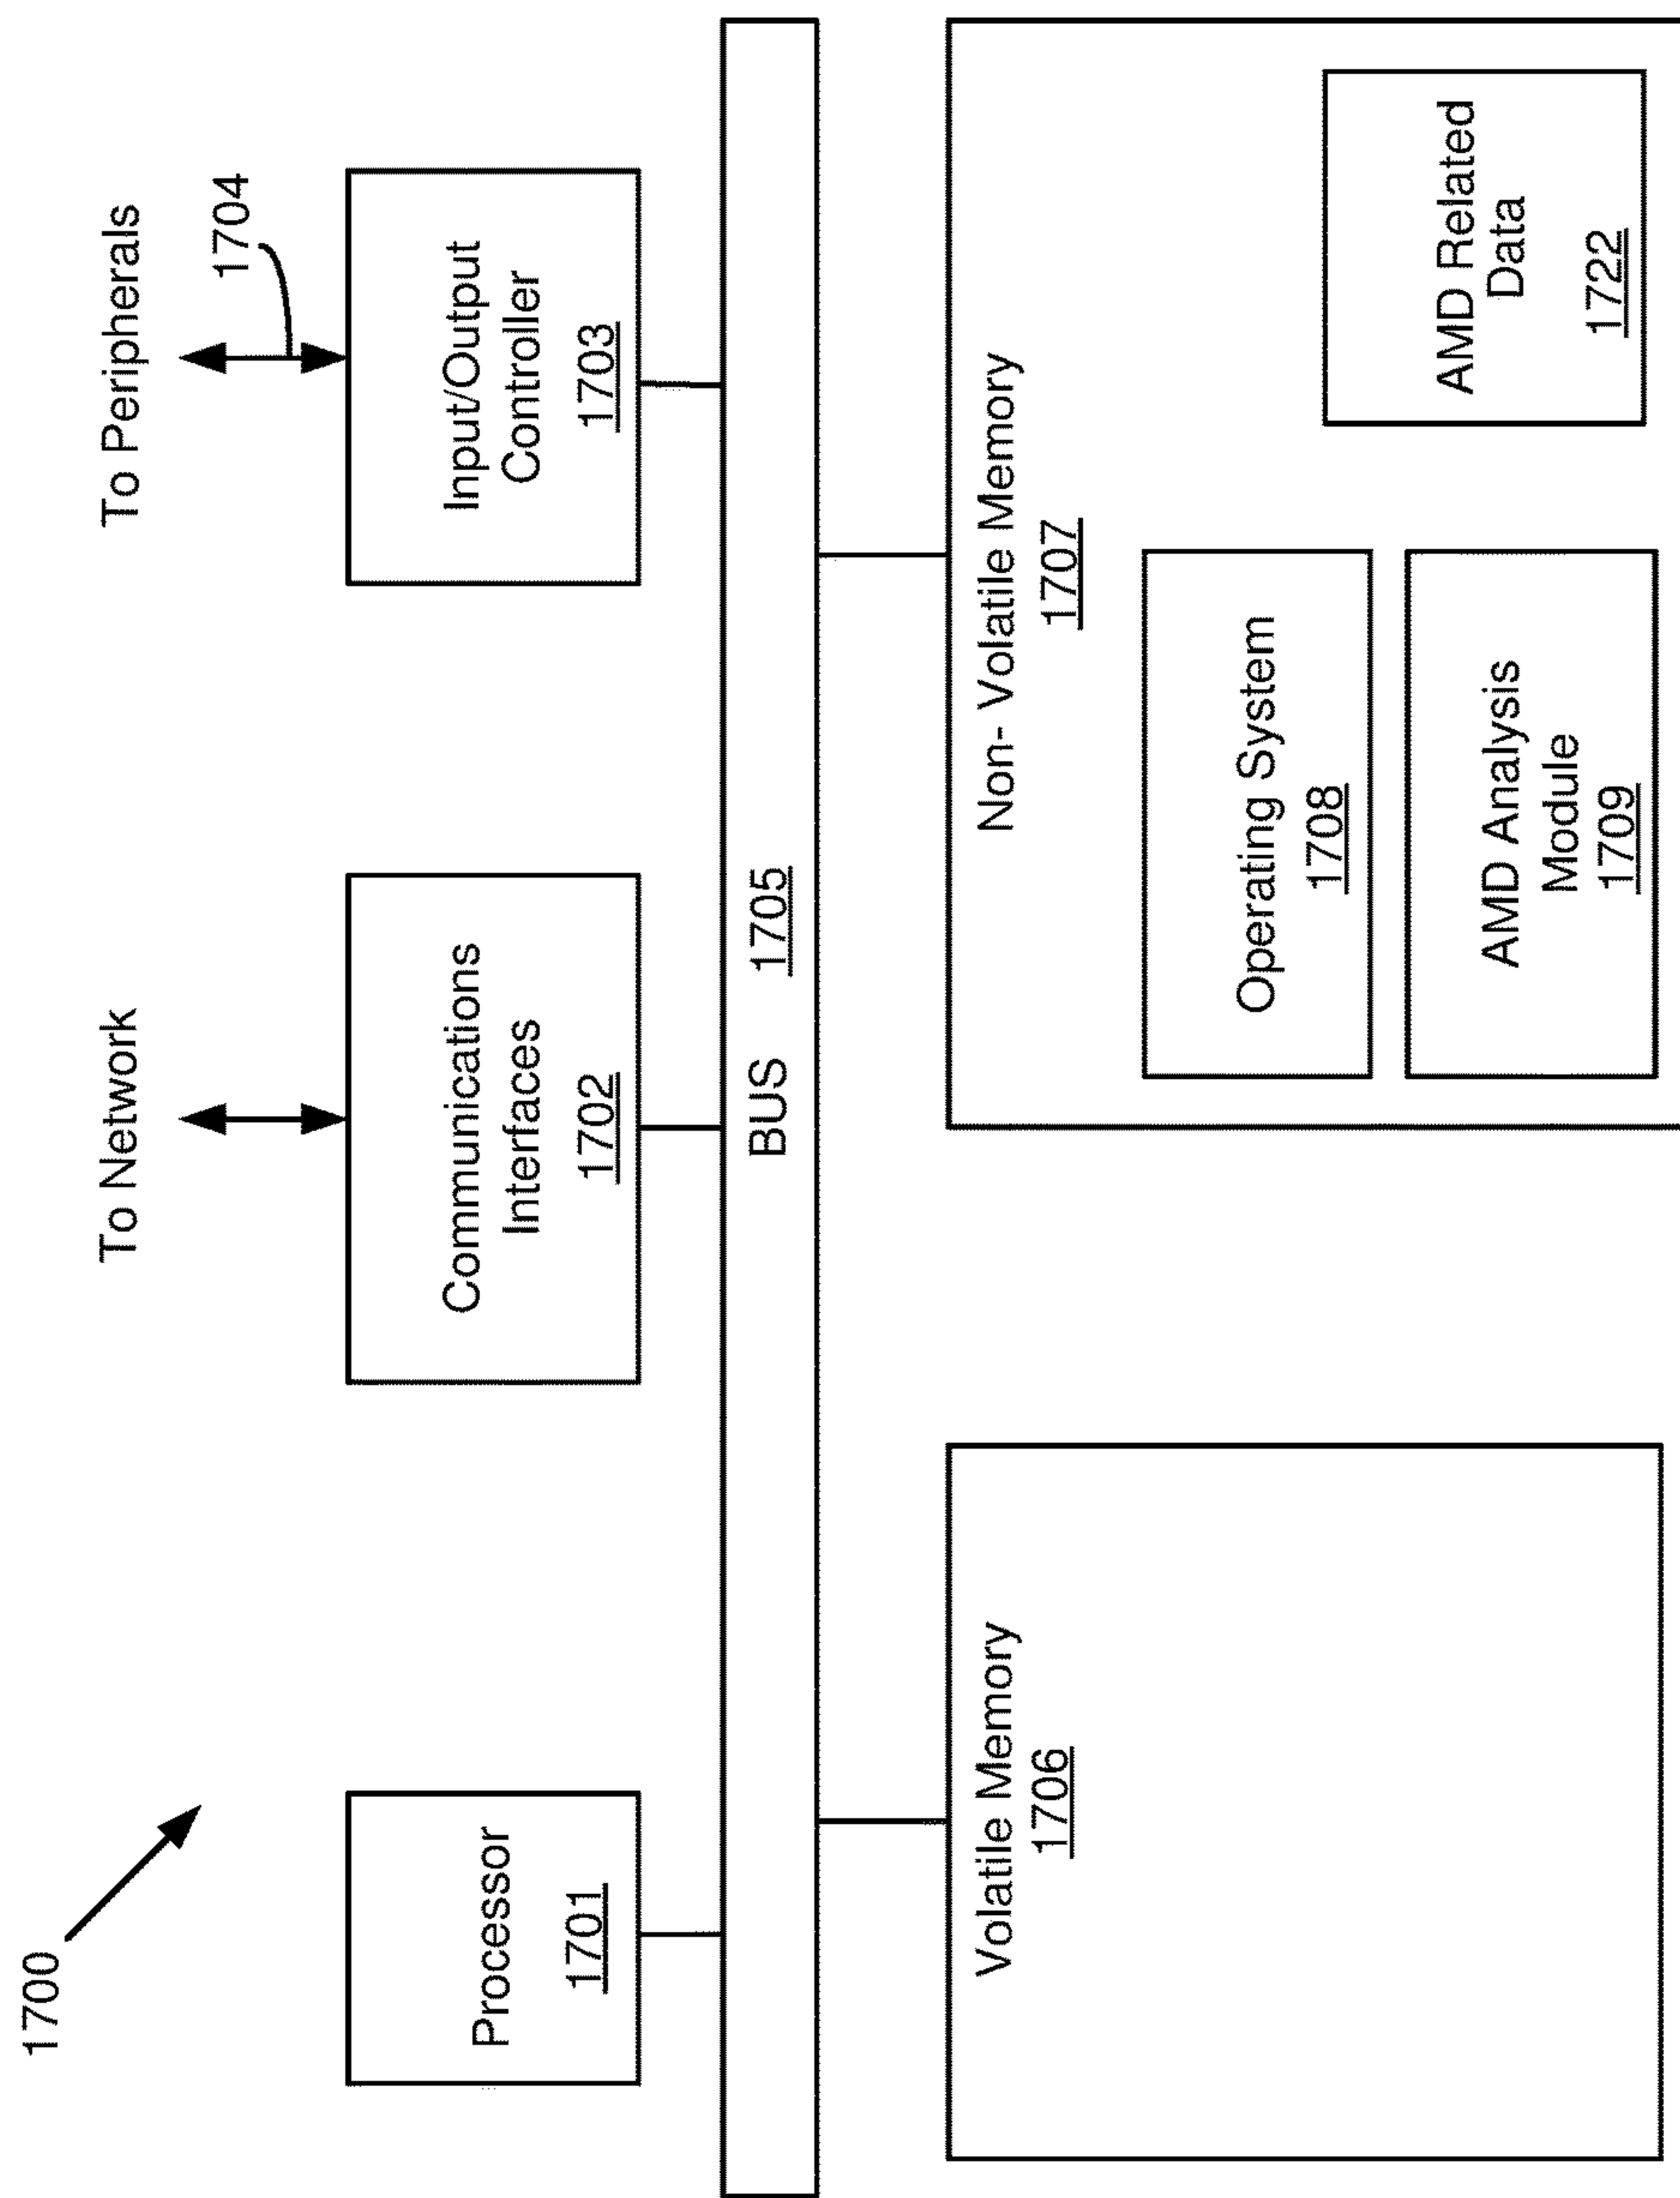 1700
To Network
To Peripherals
1704
Processor
1701
Communications
Interfaces
1702
Input/Output
Controller
1703
BUS 1705
Volatile Memory
1706
Non- Volatile Memory
1707
Operating System
1708
AMD Analysis
Module
1709
AMD Related
Data
1722